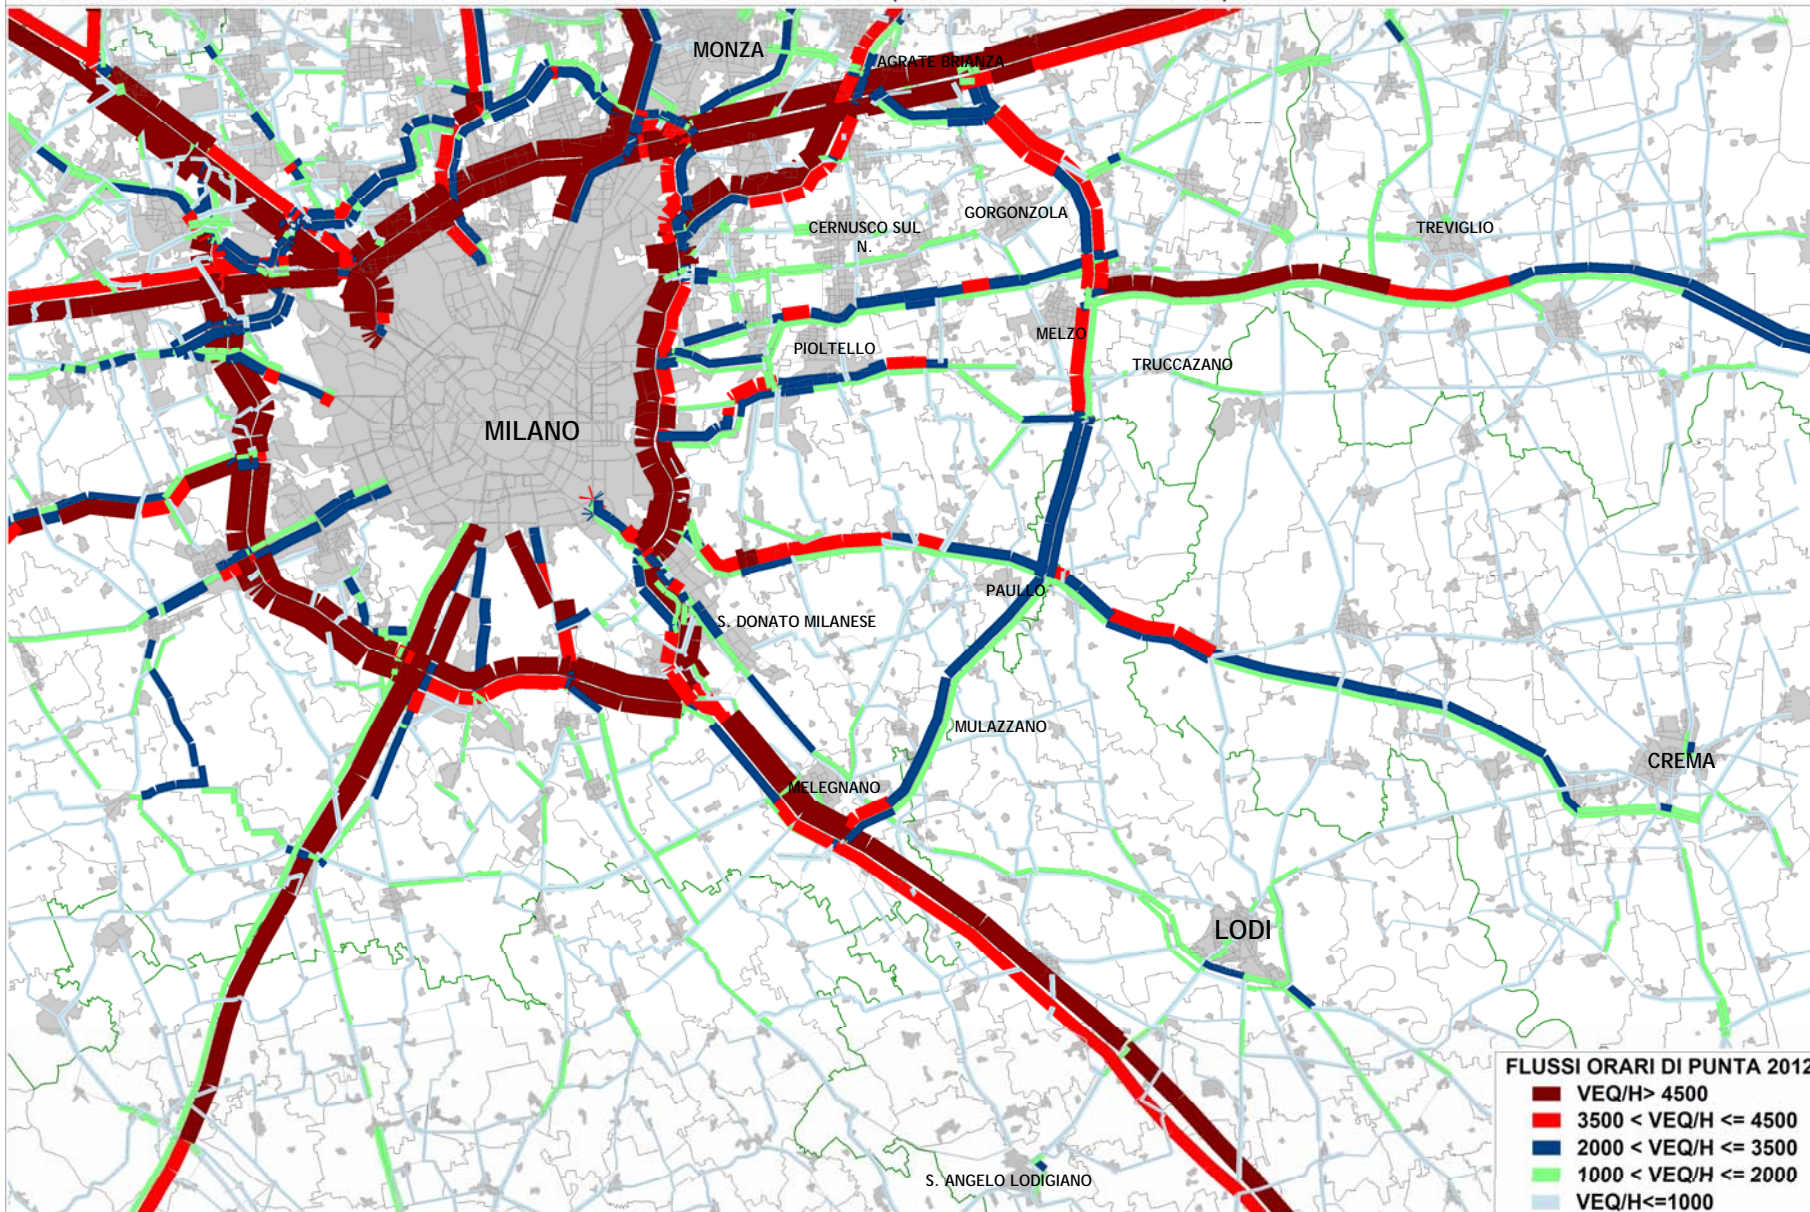 MONZA
AGRATE BRIANZA
CERNUSCO SUL
N.
GORGONZOLA
TREVIGLIO
MELZO
PIOLTELLO
TRUCCAZANO
MILANO
PAULLO
S. DONATO MILANESE
MULAZZANO
CREMA
MELEGNANO
LODI
S. ANGELO LODIGIANO
FLUSSI ORARI DI PUNTA 2012
VEQ/H> 4500
3500 < VEQ/H <= 4500
2000 < VEQ/H <= 3500
1000 < VEQ/H <= 2000
VEQ/H<=1000